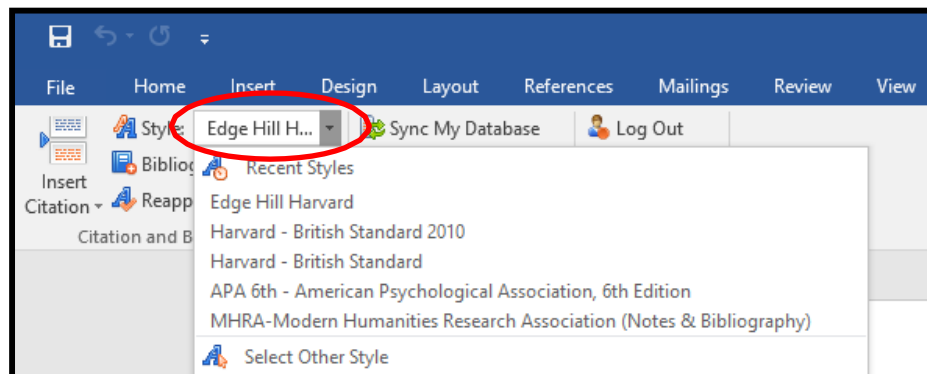 File Home Insert Design Layout References Mailings Review View
Style: Edge Hill H... Sync My Database Log Out
Bibliog
Insert
Citation Reapp
Citation and B
Recent Styles
Edge Hill Harvard
Harvard - British Standard 2010
Harvard - British Standard
APA 6th - American Psychological Association, 6th Edition
MHRA-Modern Humanities Research Association (Notes & Bibliography)
Select Other Style